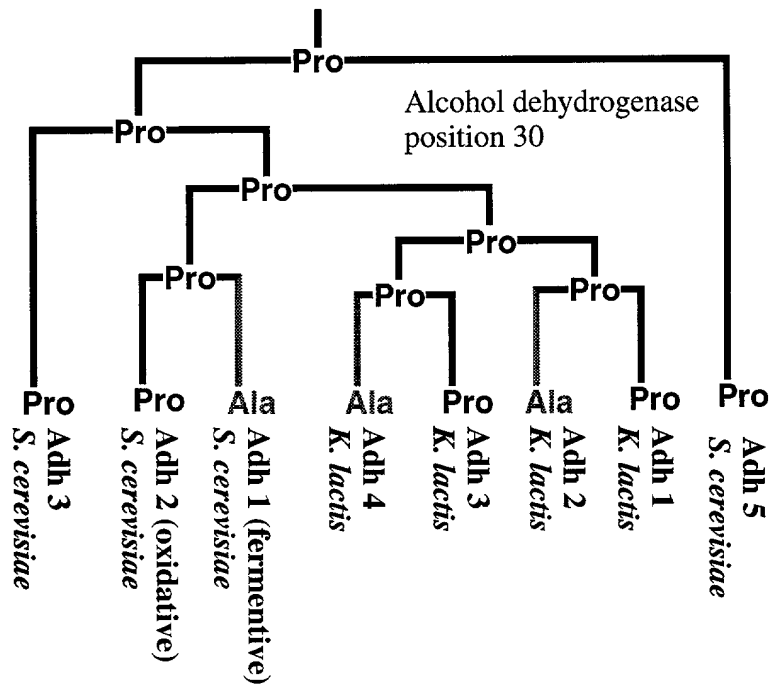 Pro
Alcohol dehydrogenase
position 30
Pro
Pro
Pro
Pro
Pro
Pro
Pro
Pro
Ala
Ala
Pro
Ala
Pro
Pro
Adh 3
S. cerevisiae
Adh 2 (oxidative)
S. cerevisiae
Adh 1 (fermentive)
S. cerevisiae
Adh 4
K. lactis
Adh 3
K. lactis
Adh 2
K. lactis
Adh 1
K. lactis
Adh 5
S. cerevisiae